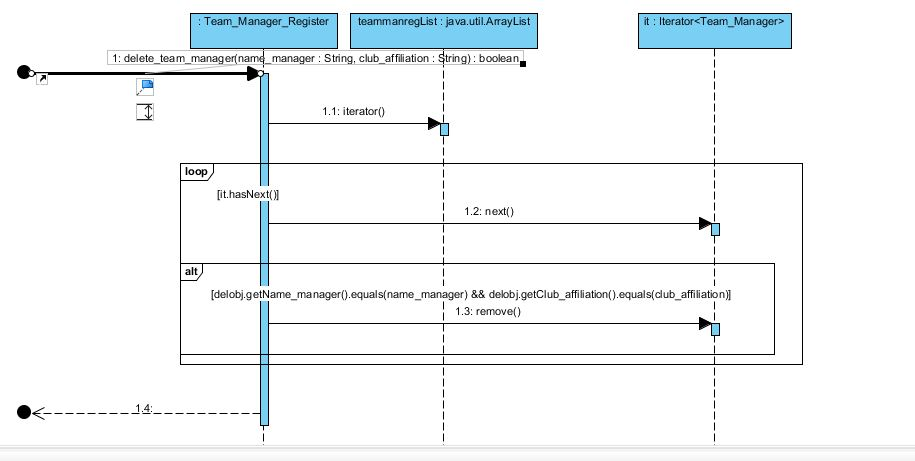 : Team_Manager_Register
teammanregList : java.util.ArrayList
it : Iterator<Team_Manager>
1: delete_team_manager(name_manager : String, club_affiliation : String) : boolean
1.1: iterator()
loop
[it.hasNext()]
1.2: next()
alt
[delobj.getName_manager().equals(name_manager) && delobj.getClub_affiliation().equals(club_affiliation)]
1.3: remove()
1.4: